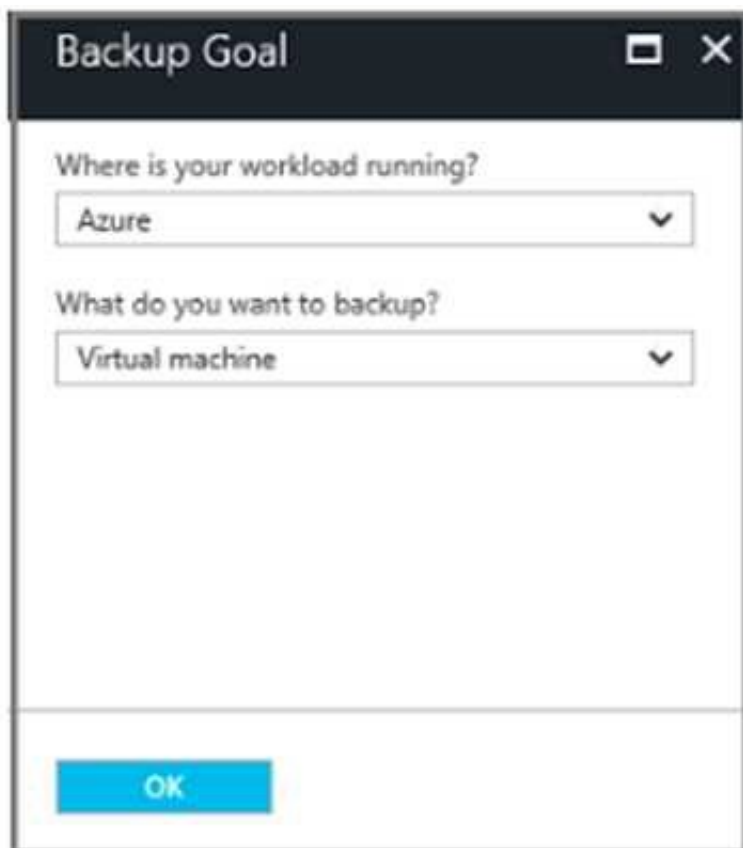 Backup Goal
Where is your workload running?
Azure
What do you want to backup?
Virtual machine
OK